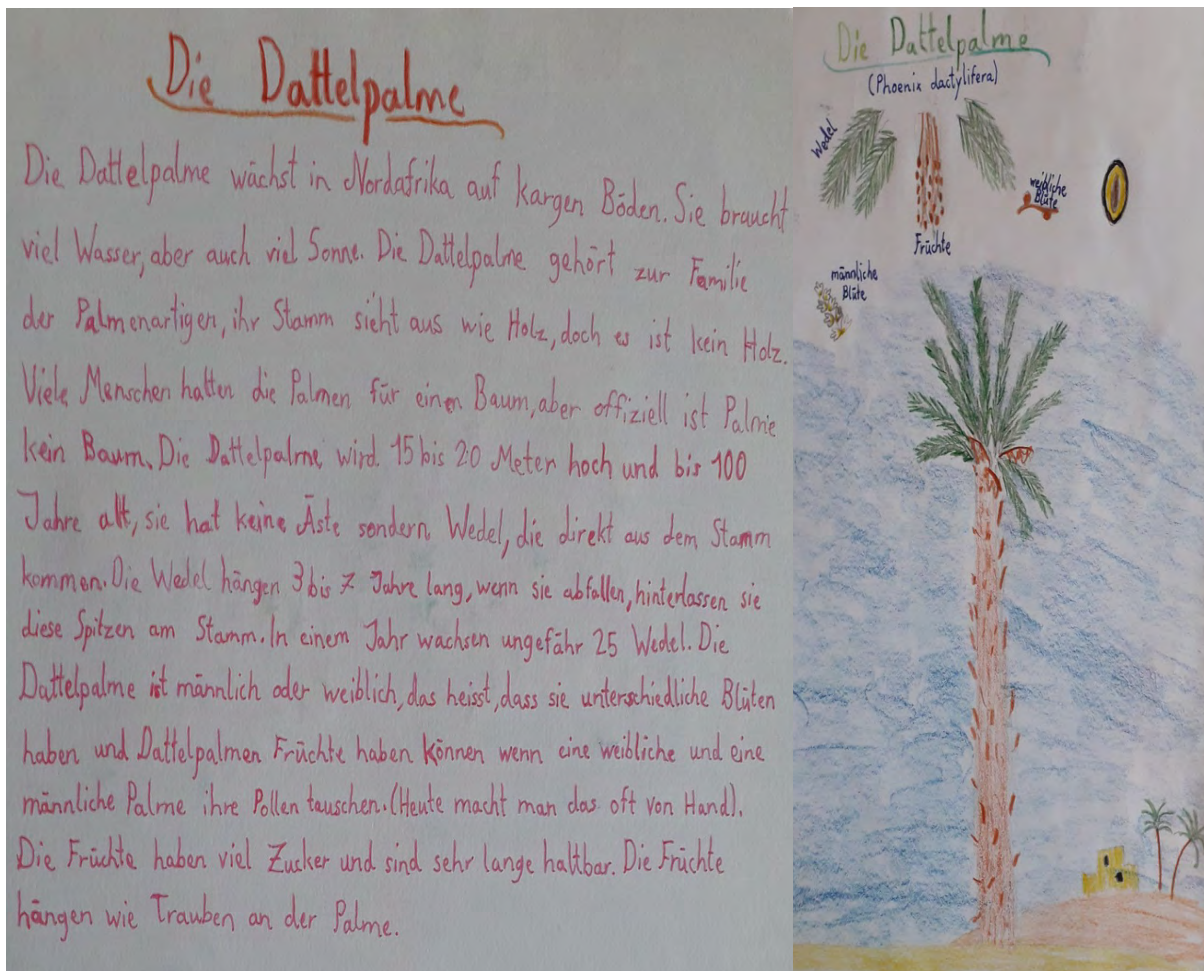 Die Dattelpalme
Die Dattelpalme wächst in Nordafrika auf kargen Böden. Sie braucht
viel Wasser, aber auch viel Sonne. Die Dattelpalme gehört zur Familie
der Palmenartigen, ihr Stamm sieht aus wie Holz, doch es ist kein Holz.
Viele Menschen halten die Palmen für einen Baum, aber offiziell ist Palme
kein Baum. Die Dattelpalme wird 15 bis 20 Meter hoch und bis 100
Jahre alt, sie hat keine Äste sondern Wedel, die direkt aus dem Stamm
kommen. Die Wedel hängen 3 bis 7 Jahre lang, wenn sie abfallen, hinterlassen sie
diese Spitzen am Stamm. In einem Jahr wachsen ungefähr 25 Wedel. Die
Dattelpalme ist männlich oder weiblich, das heisst, dass sie unterschiedliche Blüten
haben und Dattelpalmen Früchte haben können wenn eine weibliche und eine
männliche Palme ihre Pollen tauschen. (Heute macht man das oft von Hand).
Die Früchte haben viel Zucker und sind sehr lange haltbar. Die Früchte
hängen wie Trauben an der Palme.
Die Dattelpalme
(Phoenix dactylifera)
Wedel
weibliche
Blüte
Früchte
männliche
Blüte